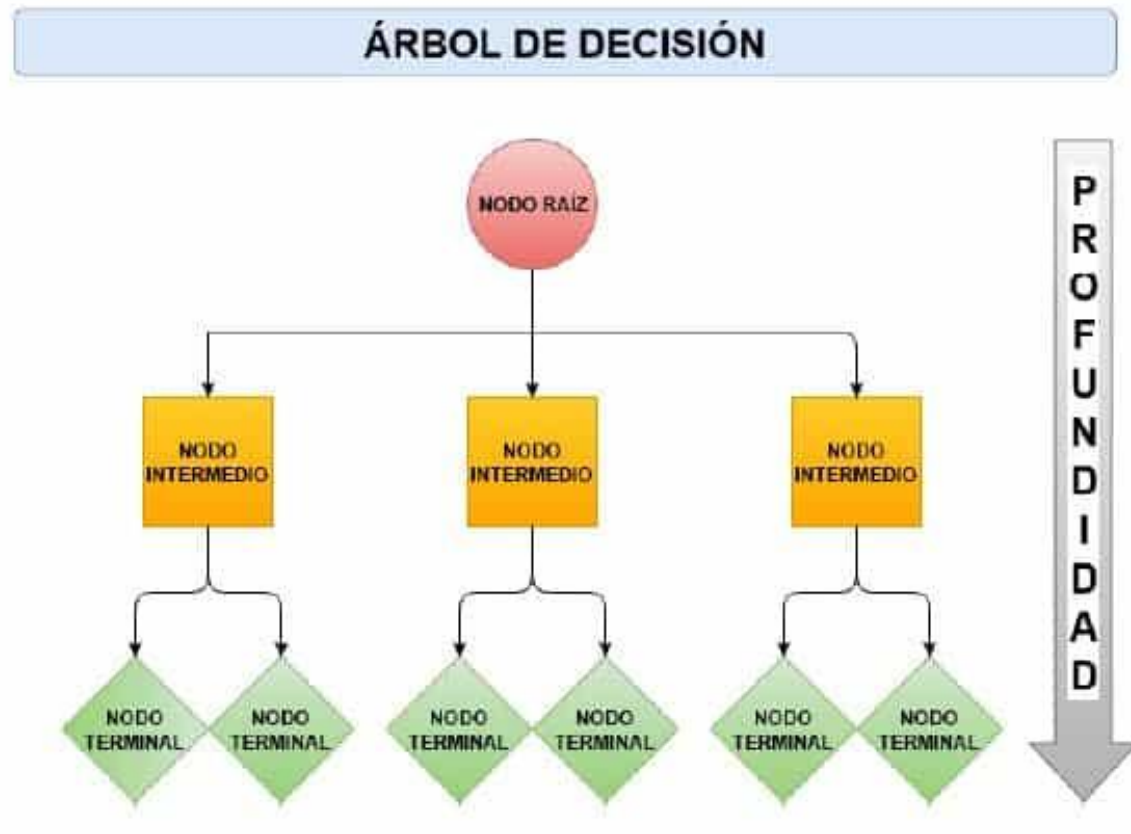 ÁRBOL DE DECISIÓN
NODO RAÍZ
NODO
INTERMEDIO
NODO
INTERMEDIO
NODO
INTERMEDIO
NODO
TERMINAL
NODO
TERMINAL
NODO
TERMINAL
NODO
TERMINAL
NODO
TERMINAL
NODO
TERMINAL
PROFUNDIDAD